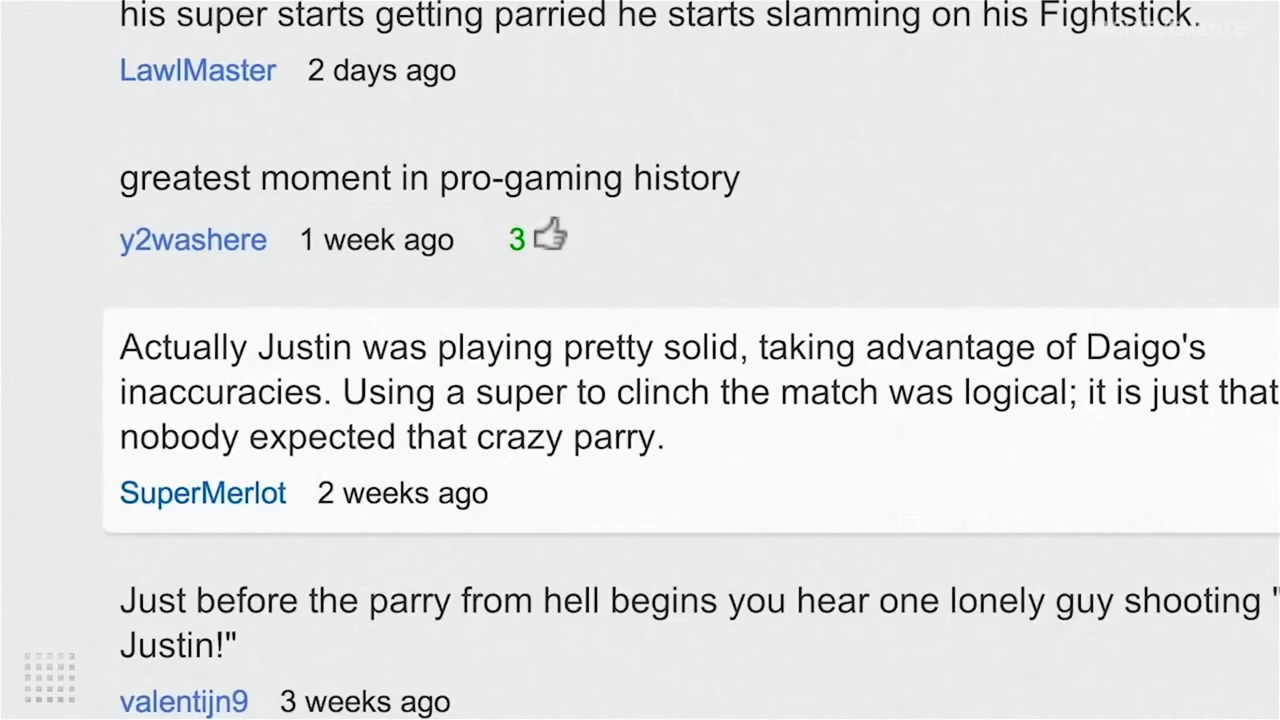 his super starts getting parried he starts slamming on his Fightstick.
LawlMaster 2 days ago
greatest moment in pro-gaming history
y2washere 1 week ago 3
Actually Justin was playing pretty solid, taking advantage of Daigo's
inaccuracies. Using a super to clinch the match was logical; it is just that
nobody expected that crazy parry.
SuperMerlot 2 weeks ago
Just before the parry from hell begins you hear one lonely guy shooting "
Justin!"
valentijn9 3 weeks ago